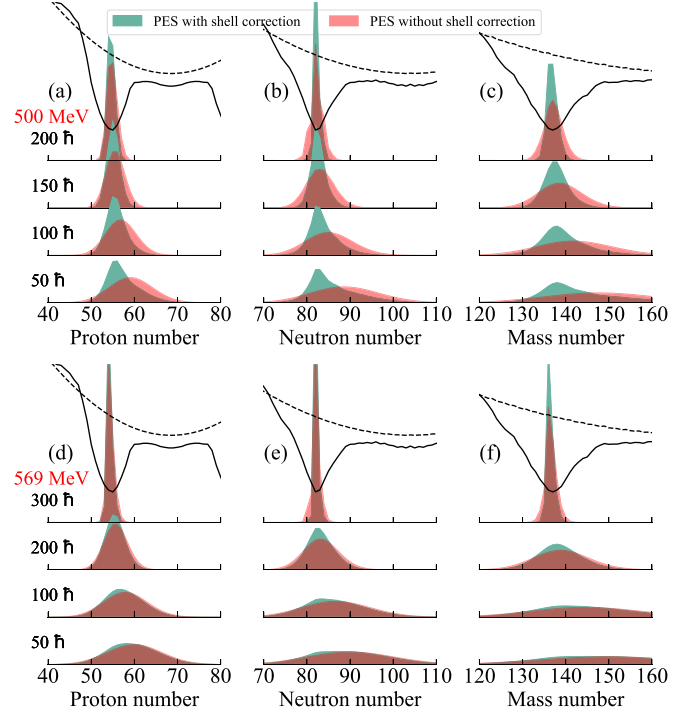 PES with shell correction PES without shell correction
(a) (b) (c)
500 MeV
200 ħ
150 ħ
100 ħ
50 ħ
40 50 60 70 80 70 80 90 100 110 120 130 140 150 160
Proton number Neutron number Mass number
(d) (e) (f)
569 MeV
300 ħ
200 ħ
100 ħ
50 ħ
40 50 60 70 80 70 80 90 100 110 120 130 140 150 160
Proton number Neutron number Mass number